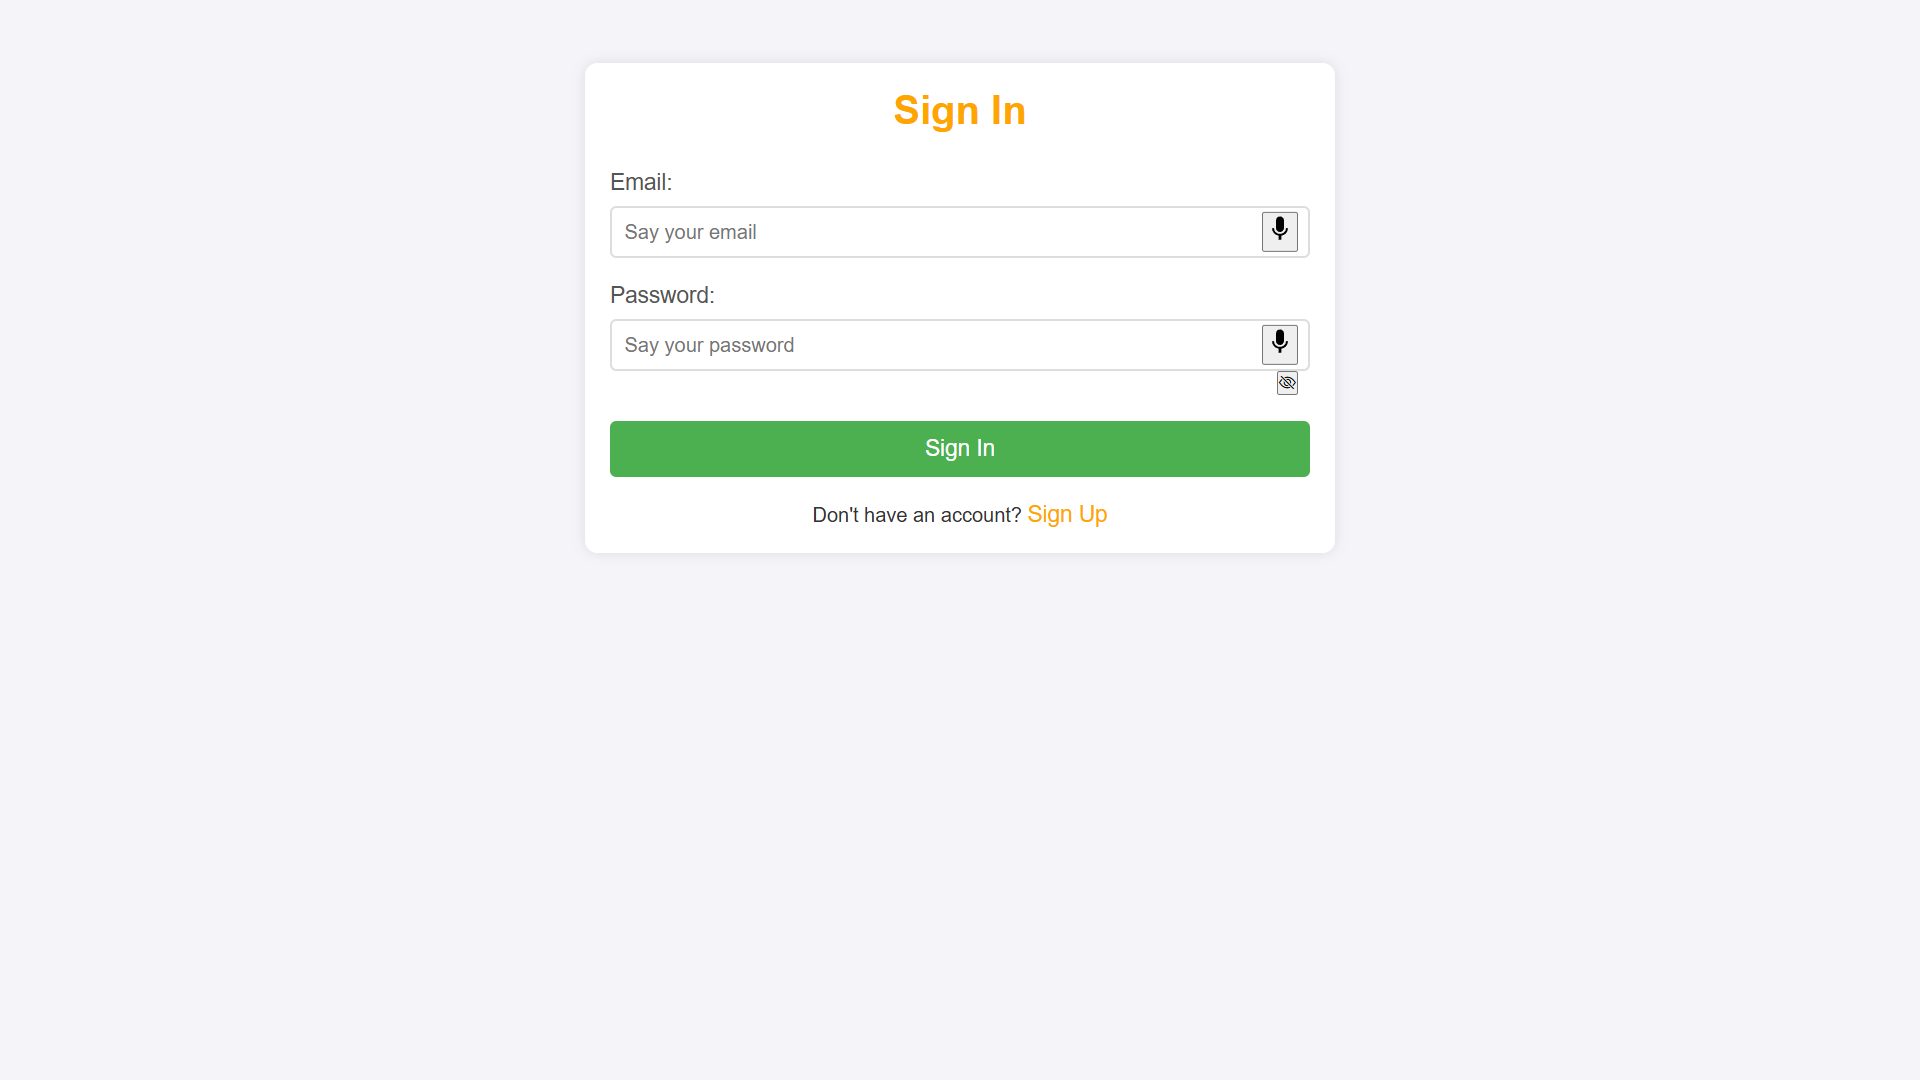 Sign In
Email:
Say your email
Password:
Say your password
Sign In
Don't have an account? Sign Up